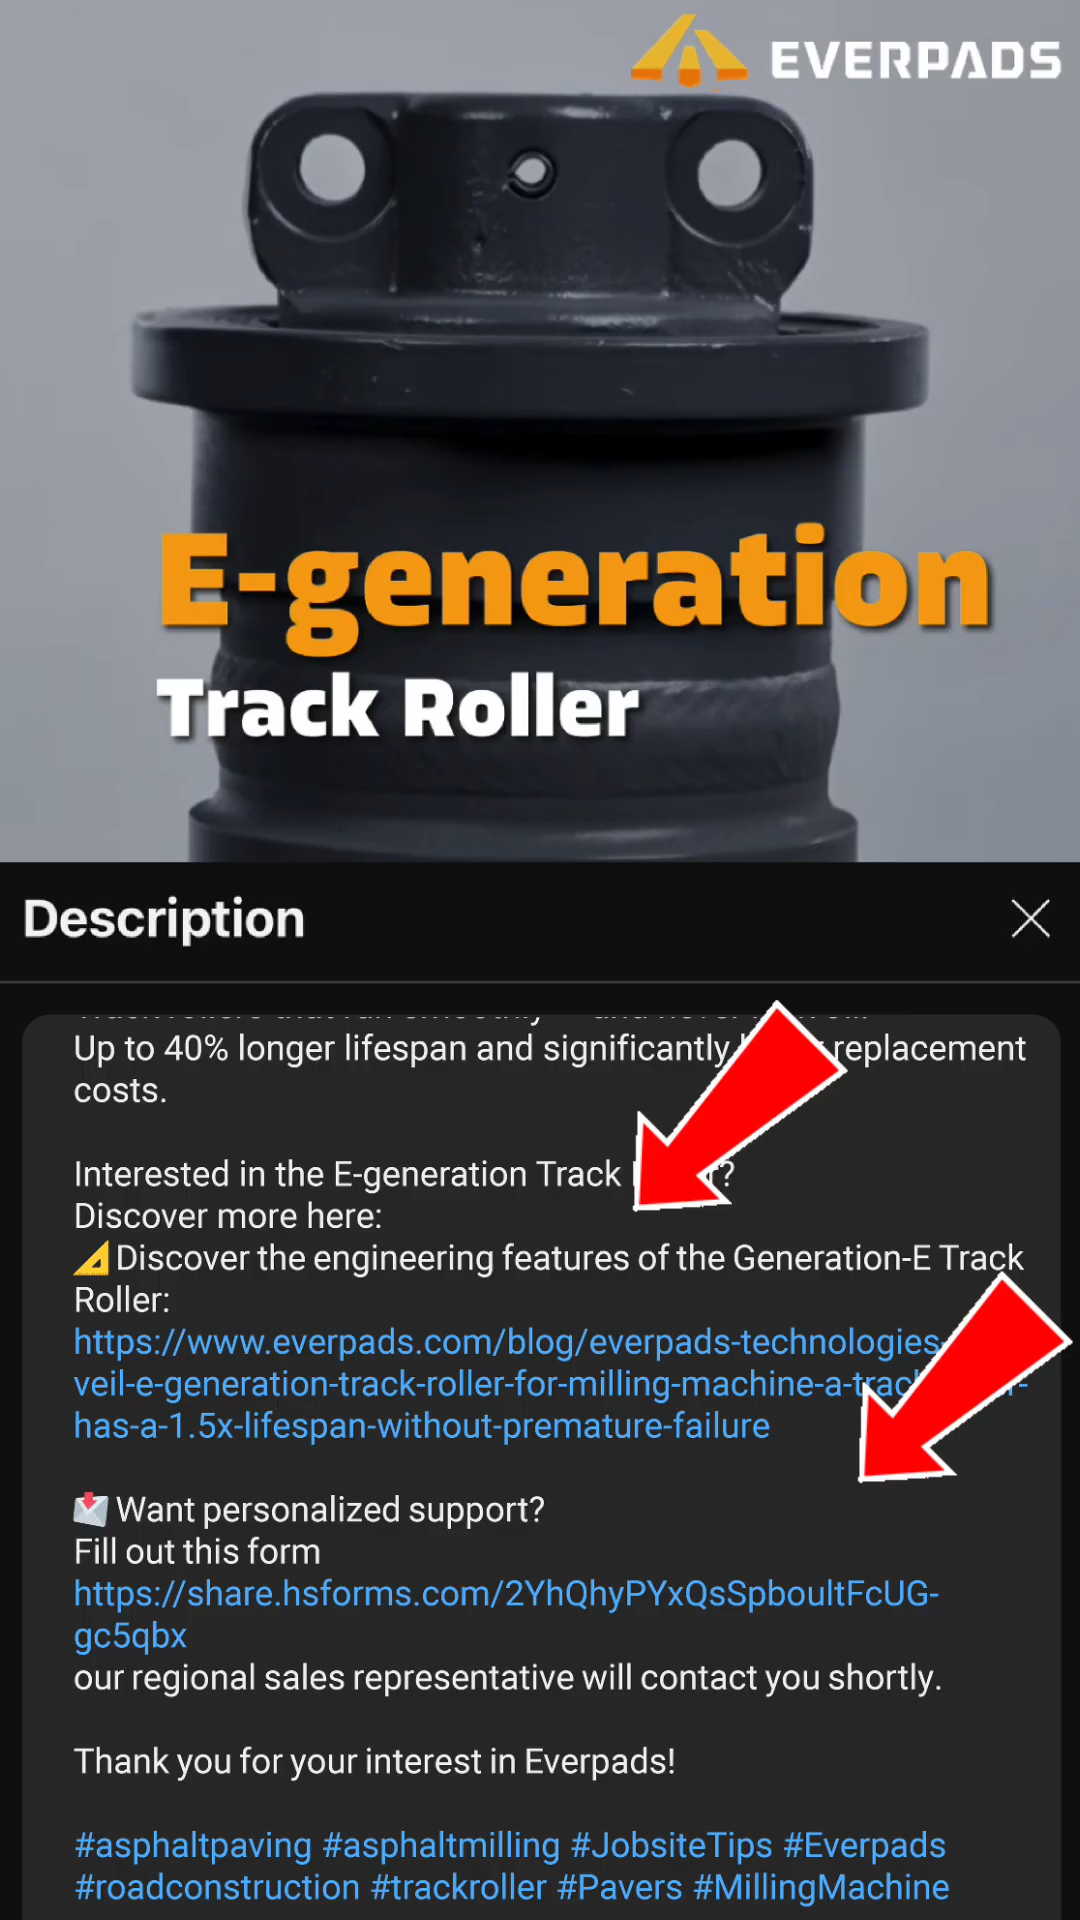 EVERPADS
E-generation
Track Roller
Description
Up to 40% longer lifespan and significantly replacement
costs.
Interested in the E-generation Track ?
Discover more here:
📐Discover the engineering features of the Generation-E Track
Roller:
https://www.everpads.com/blog/everpads-technologies-
veil-e-generation-track-roller-for-milling-machine-a-trac
has-a-1.5x-lifespan-without-premature-failure
📩 Want personalized support?
Fill out this form
https://share.hsforms.com/2YhQhyPYxQsSpboultFcUG-
gc5qbx
our regional sales representative will contact you shortly.
Thank you for your interest in Everpads!
#asphaltpaving #asphaltmilling #JobsiteTips #Everpads
#roadconstruction #trackroller #Pavers #MillingMachine